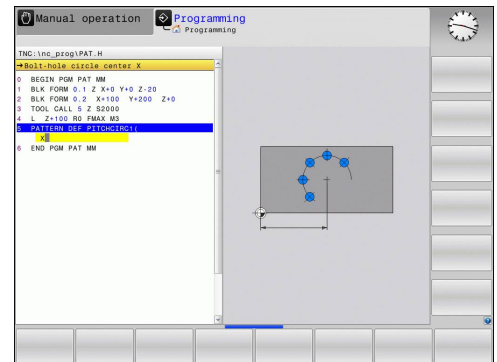 Manual operation
Programming
Programming
TNC:\nc_prog\PAT.H
→Bolt-hole circle center X
0 BEGIN PGM PAT MM
1 BLK FORM 0.1 Z X+0 Y+0 Z-20
2 BLK FORM 0.2 X+100 Y+200 Z+0
3 TOOL CALL 5 Z S2000
4 L Z+100 R0 FMAX M3
5 PATTERN DEF PITCHCIRC1(
X
6 END PGM PAT MM